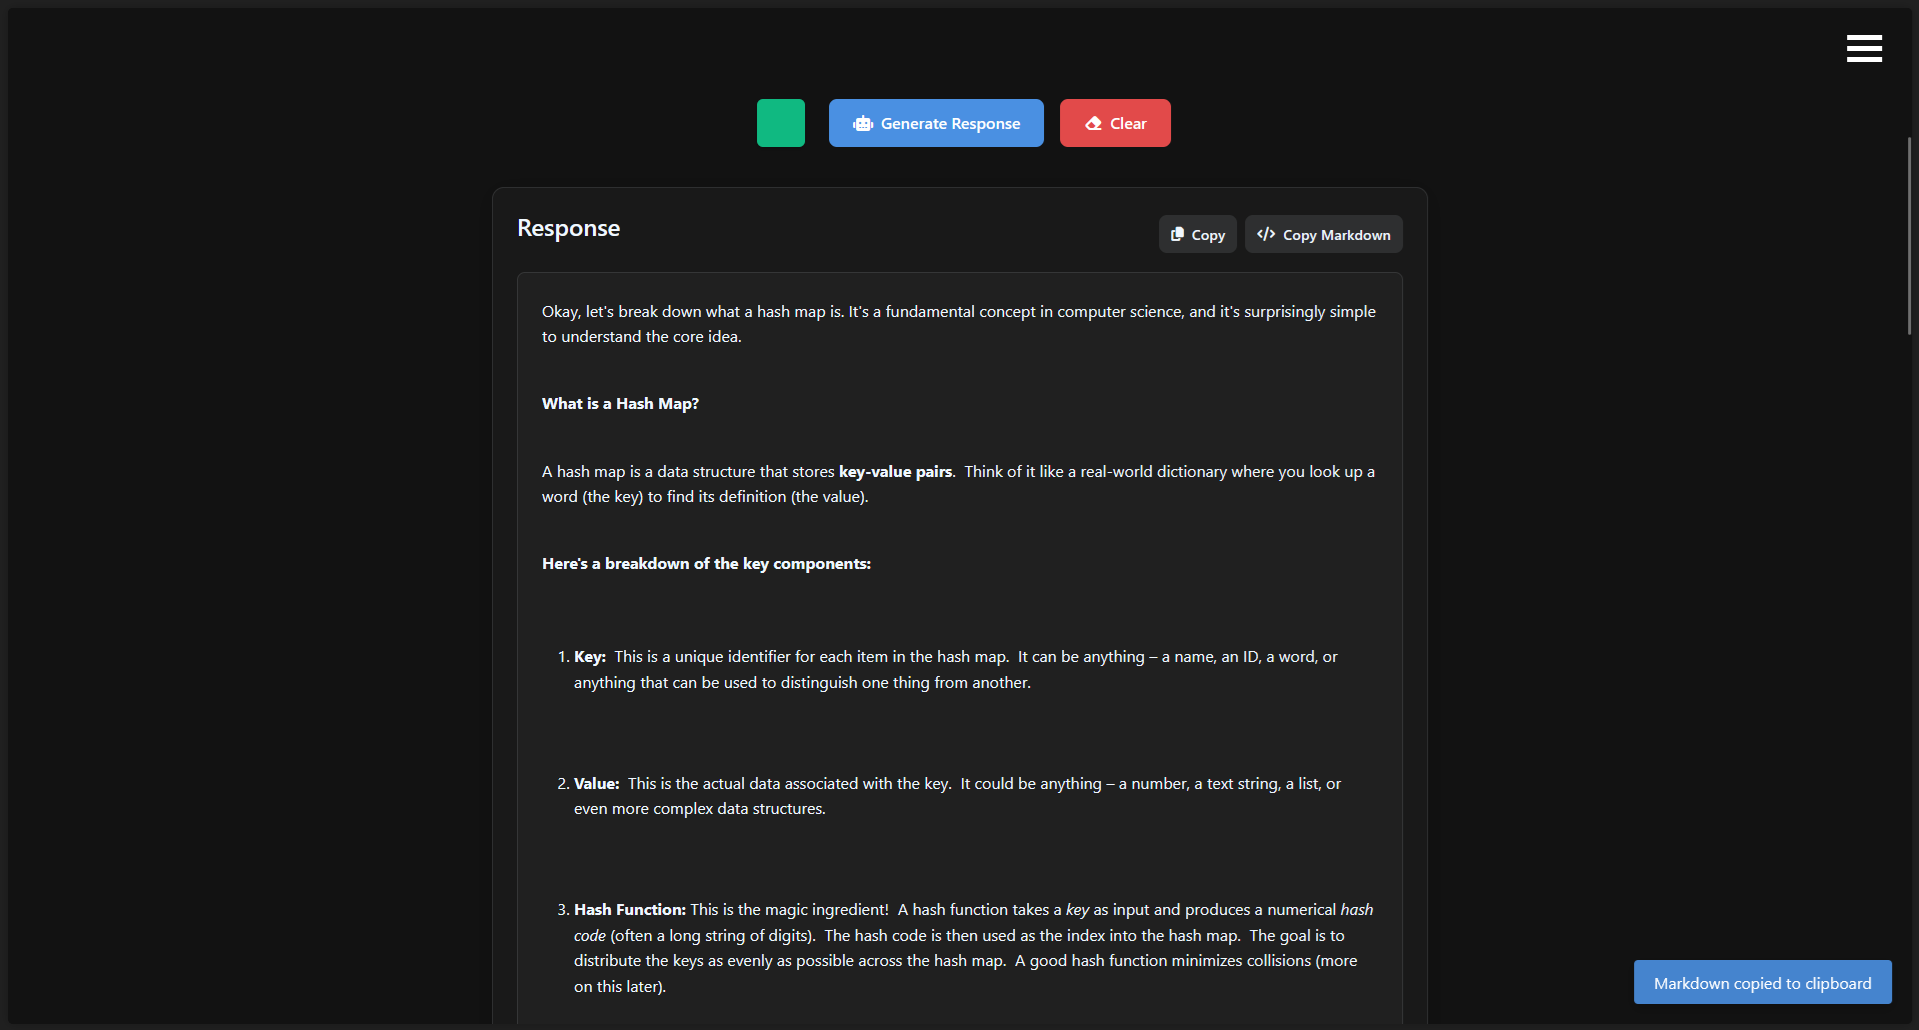 Generate Response
Clear
Response
Copy
Copy Markdown
Okay, let's break down what a hash map is. It's a fundamental concept in computer science, and it's surprisingly simple
to understand the core idea.
What is a Hash Map?
A hash map is a data structure that stores key-value pairs.  Think of it like a real-world dictionary where you look up a
word (the key) to find its definition (the value).
Here's a breakdown of the key components:
1. Key:  This is a unique identifier for each item in the hash map.  It can be anything – a name, an ID, a word, or
anything that can be used to distinguish one thing from another.
2. Value:  This is the actual data associated with the key.  It could be anything – a number, a text string, a list, or
even more complex data structures.
3. Hash Function: This is the magic ingredient!  A hash function takes a key as input and produces a numerical hash
code (often a long string of digits).  The hash code is then used as the index into the hash map.  The goal is to
distribute the keys as evenly as possible across the hash map.  A good hash function minimizes collisions (more
on this later).
Markdown copied to clipboard